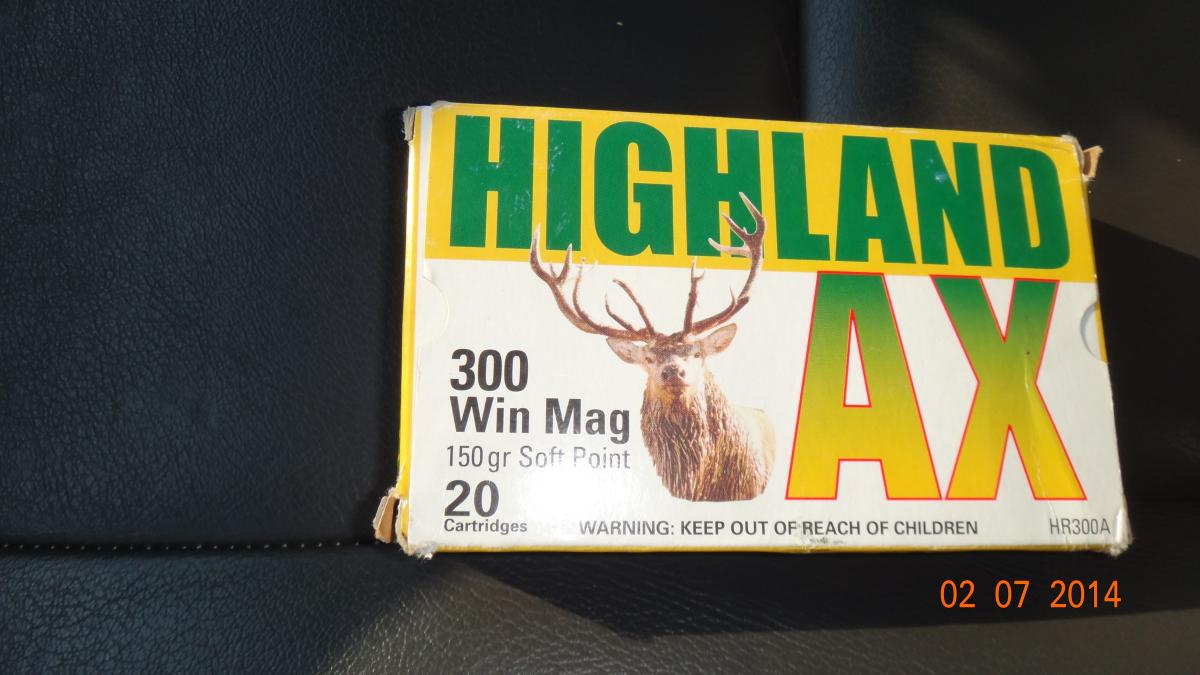 HIGHLAND
AX
300
Win Mag
150gr Soft Point
20
Cartridges
WARNING: KEEP OUT OF REACH OF CHILDREN
HR300A
02 07 2014